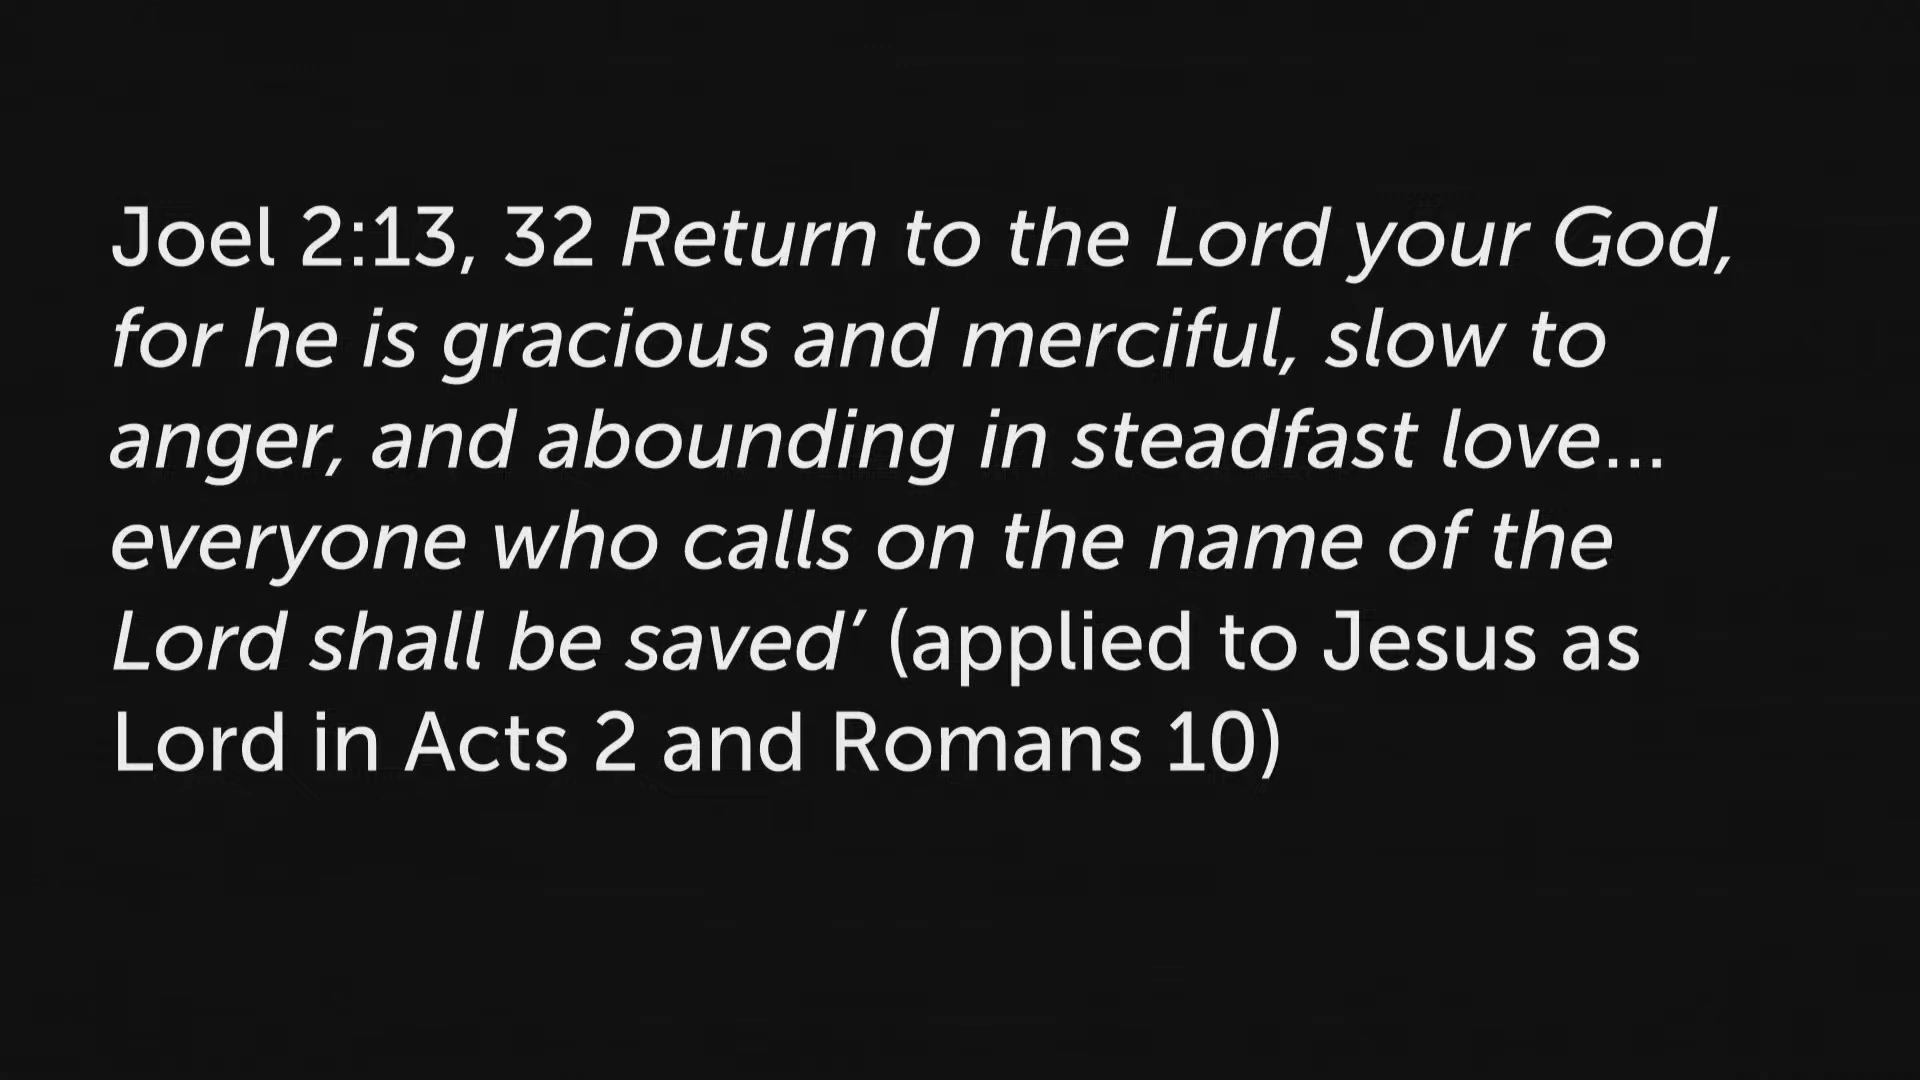 Joel 2:13, 32 Return to the Lord your God,
for he is gracious and merciful, slow to
anger, and abounding in steadfast love...
everyone who calls on the name of the
Lord shall be saved’ (applied to Jesus as
Lord in Acts 2 and Romans 10)